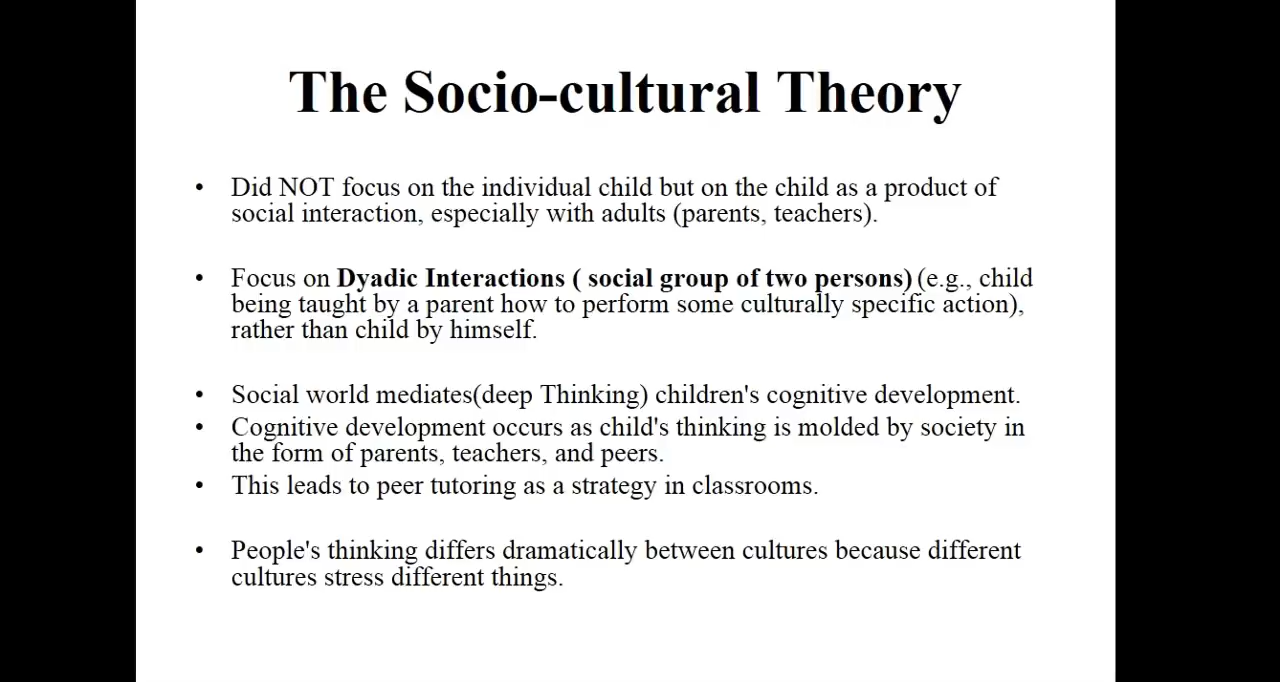 The Socio-cultural Theory
• Did NOT focus on the individual child but on the child as a product of
social interaction, especially with adults (parents, teachers).
• Focus on Dyadic Interactions ( social group of two persons) (e.g., child
being taught by a parent how to perform some culturally specific action),
rather than child by himself.
• Social world mediates(deep Thinking) children's cognitive development.
• Cognitive development occurs as child's thinking is molded by society in
the form of parents, teachers, and peers.
• This leads to peer tutoring as a strategy in classrooms.
• People's thinking differs dramatically between cultures because different
cultures stress different things.